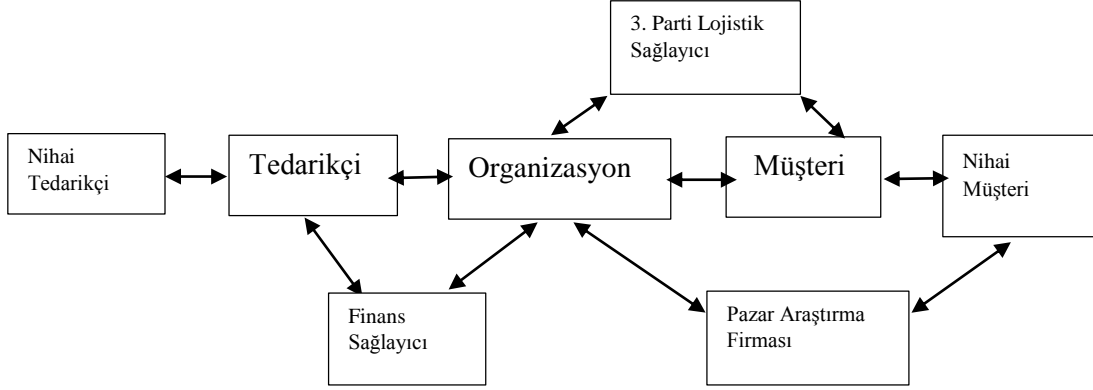 3. Parti Lojistik
Sağlayıcı
Nihai
Tedarikçi
Tedarikçi
Organizasyon
Müşteri
Nihai
Müşteri
Finans
Sağlayıcı
Pazar Araştırma
Firması